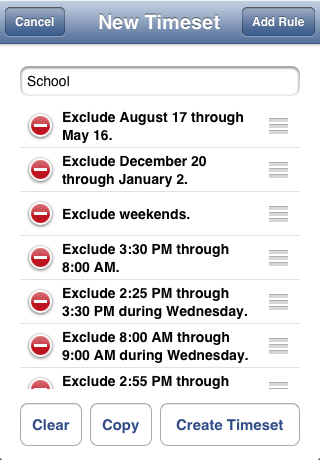 Cancel New Timeset Add Rule
School
Exclude August 17 through
May 16.
Exclude December 20
through January 2.
Exclude weekends.
Exclude 3:30 PM through
8:00 AM.
Exclude 2:25 PM through
3:30 PM during Wednesday.
Exclude 8:00 AM through
9:00 AM during Wednesday.
Exclude 2:55 PM through
Clear Copy Create Timeset